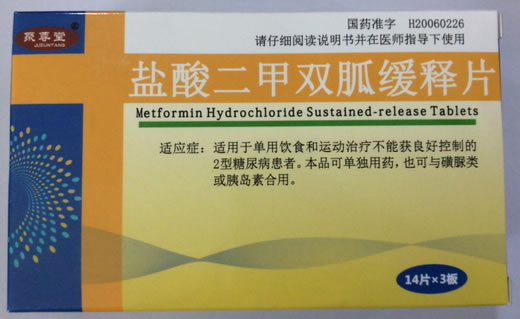 聚尊堂
JUZUNTANG
国药准字 H20060226
请仔细阅读说明书并在医师指导下使用
盐酸二甲双胍缓释片
Metformin Hydrochloride Sustained-release Tablets
适应症：适用于单用饮食和运动治疗不能获良好控制的
2型糖尿病患者。本品可单独用药，也可与磺脲类
或胰岛素合用。
14片×3板